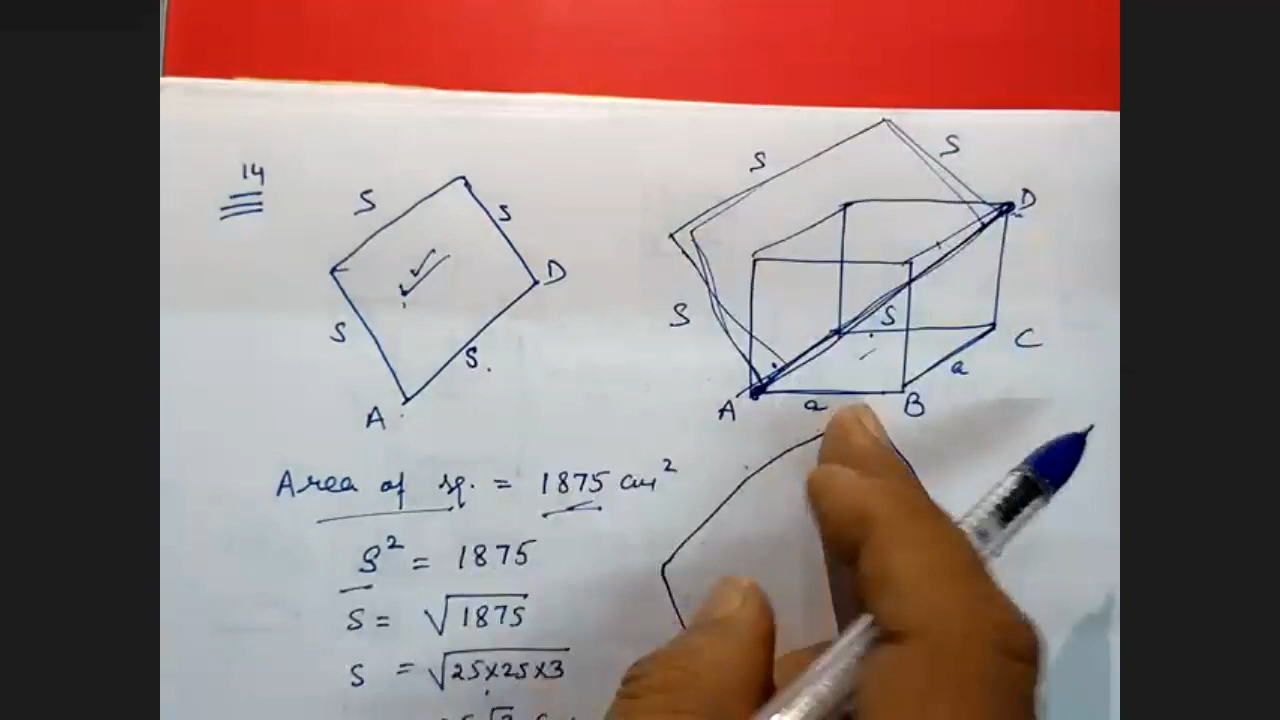 14
S
S
S
S
D
A
S
S
S
S
D
C
A
a
B
a
Area of sq. = 1875 cm²
S² = 1875
S = √1875
S = √25×25×3